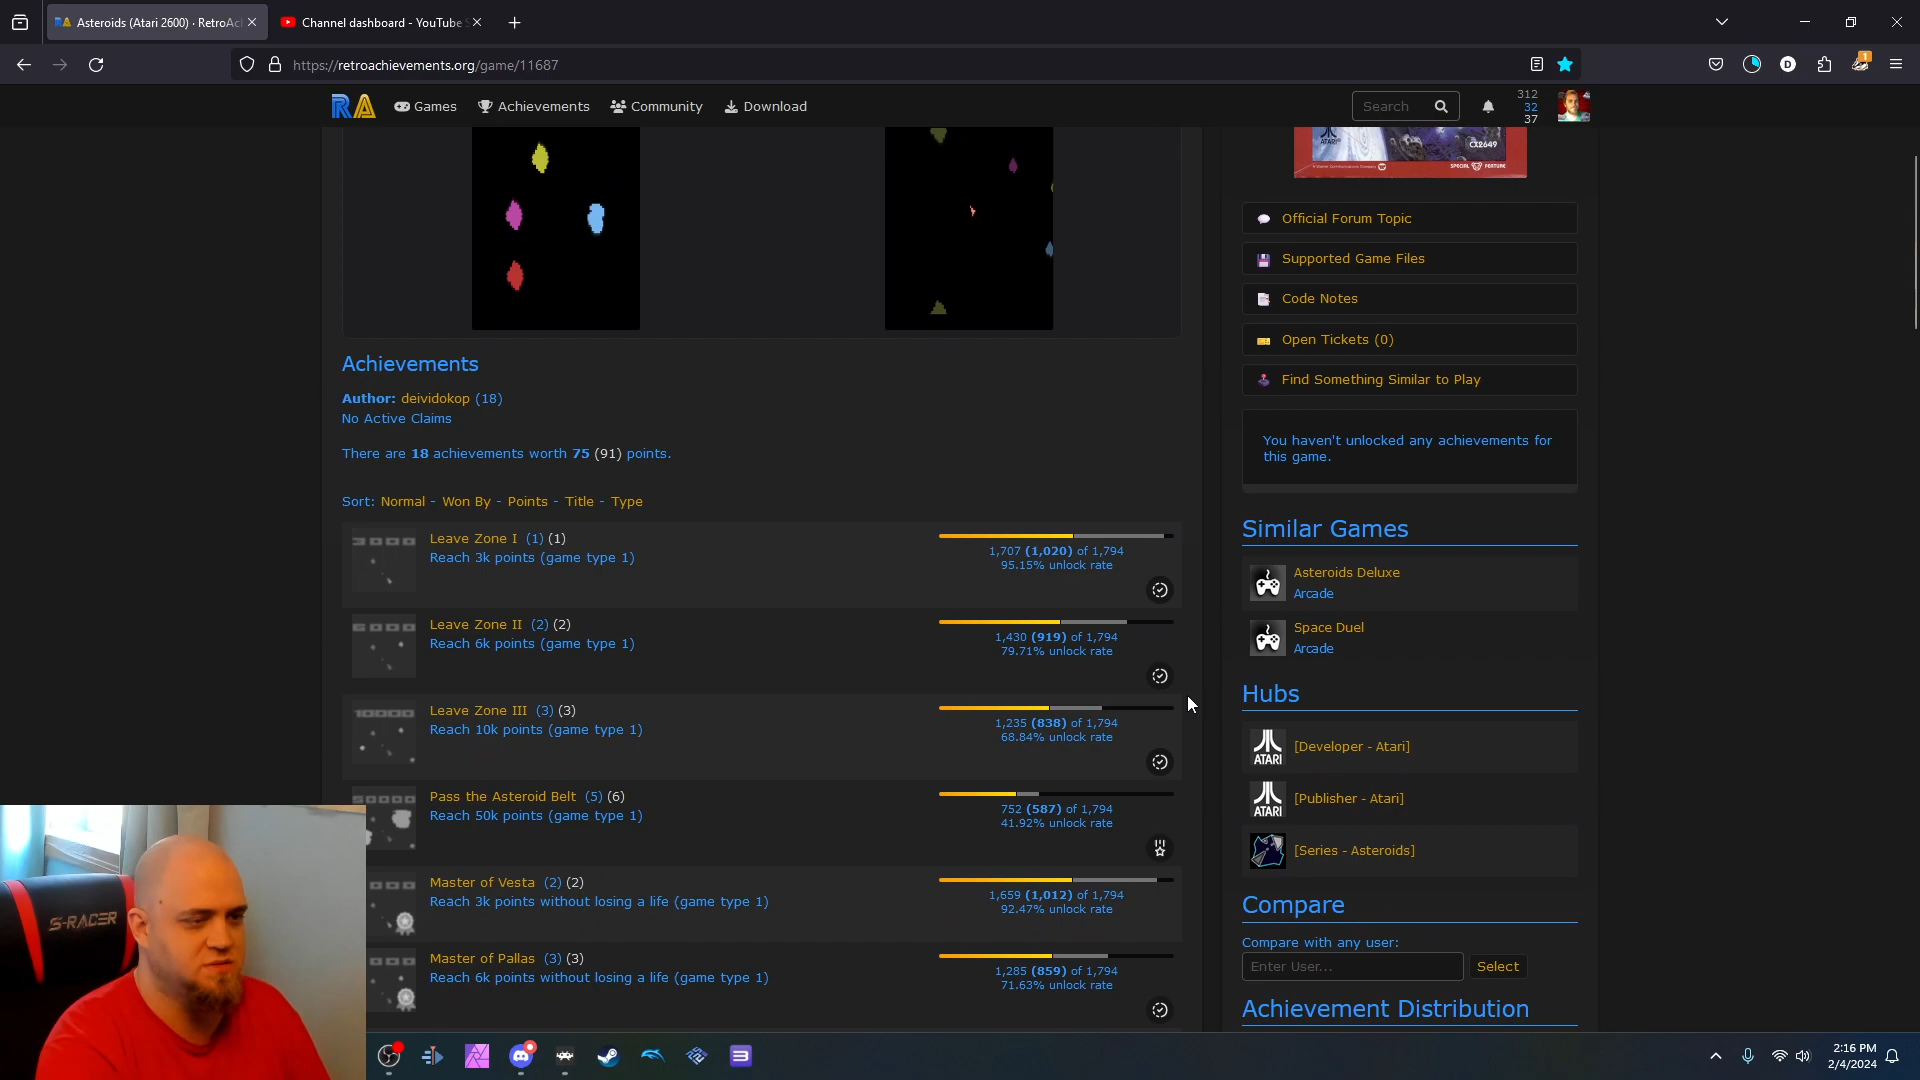 Asteroids (Atari 2600) · RetroAc
Channel dashboard - YouTube S
https://retroachievements.org/game/11687
D
1
RA
Games
Achievements
Community
Download
Search
312
32
37
ATARI
CX2649
SPECIAL FEATURE
Official Forum Topic
Supported Game Files
Code Notes
Open Tickets (0)
Find Something Similar to Play
Achievements
Author: deividokop (18)
No Active Claims
There are 18 achievements worth 75 (91) points.
Sort: Normal - Won By - Points - Title - Type
You haven't unlocked any achievements for
this game.
3000
Leave Zone I (1) (1)
Reach 3k points (game type 1)
1,707 (1,020) of 1,794
95.15% unlock rate
6000
Leave Zone II (2) (2)
Reach 6k points (game type 1)
1,430 (919) of 1,794
79.71% unlock rate
10000
Leave Zone III (3) (3)
Reach 10k points (game type 1)
1,235 (838) of 1,794
68.84% unlock rate
50000
Pass the Asteroid Belt (5) (6)
Reach 50k points (game type 1)
752 (587) of 1,794
41.92% unlock rate
Master of Vesta (2) (2)
Reach 3k points without losing a life (game type 1)
1,659 (1,012) of 1,794
92.47% unlock rate
Master of Pallas (3) (3)
Reach 6k points without losing a life (game type 1)
1,285 (859) of 1,794
71.63% unlock rate
Similar Games
Asteroids Deluxe
Arcade
Space Duel
Arcade
Hubs
ATARI
[Developer - Atari]
ATARI
[Publisher - Atari]
[Series - Asteroids]
Compare
Compare with any user:
Enter User...
Select
Achievement Distribution
S-RACER
2:16 PM
2/4/2024